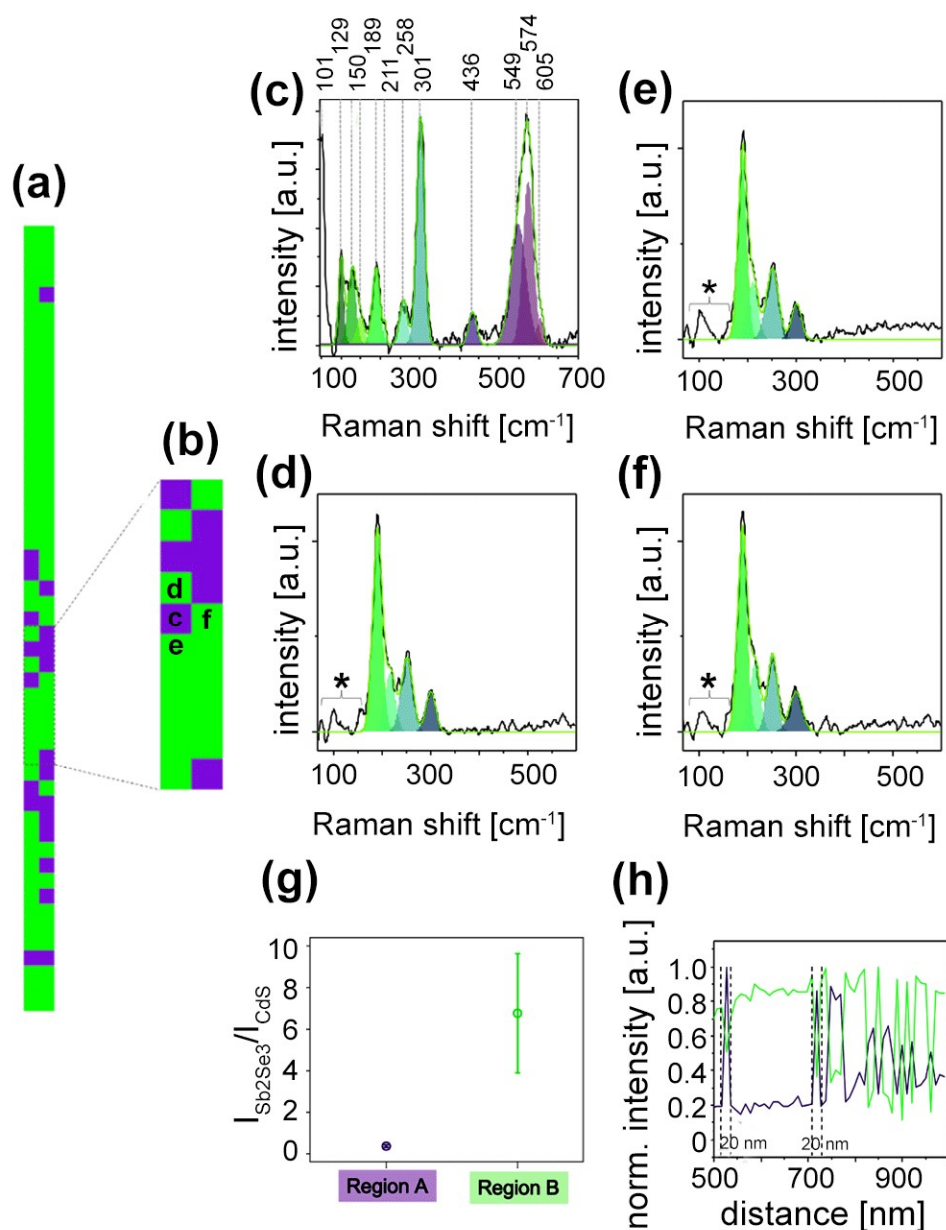 (a)
(b)
d
c
f
e
(c)
101
129
150
189
211
258
301
436
549
574
605
intensity [a.u.]
100 300 500 700
Raman shift [cm⁻¹]
(e)
intensity [a.u.]
*
100 300 500
Raman shift [cm⁻¹]
(d)
intensity [a.u.]
*
100 300 500
Raman shift [cm⁻¹]
(f)
intensity [a.u.]
*
100 300 500
Raman shift [cm⁻¹]
(g)
I_Sb2Se3/I_CdS
10
8
6
4
2
0
Region A
Region B
(h)
norm. intensity [a.u.]
1.0
0.8
0.6
0.4
0.2
0
20 nm
20 nm
500 700 900
distance [nm]